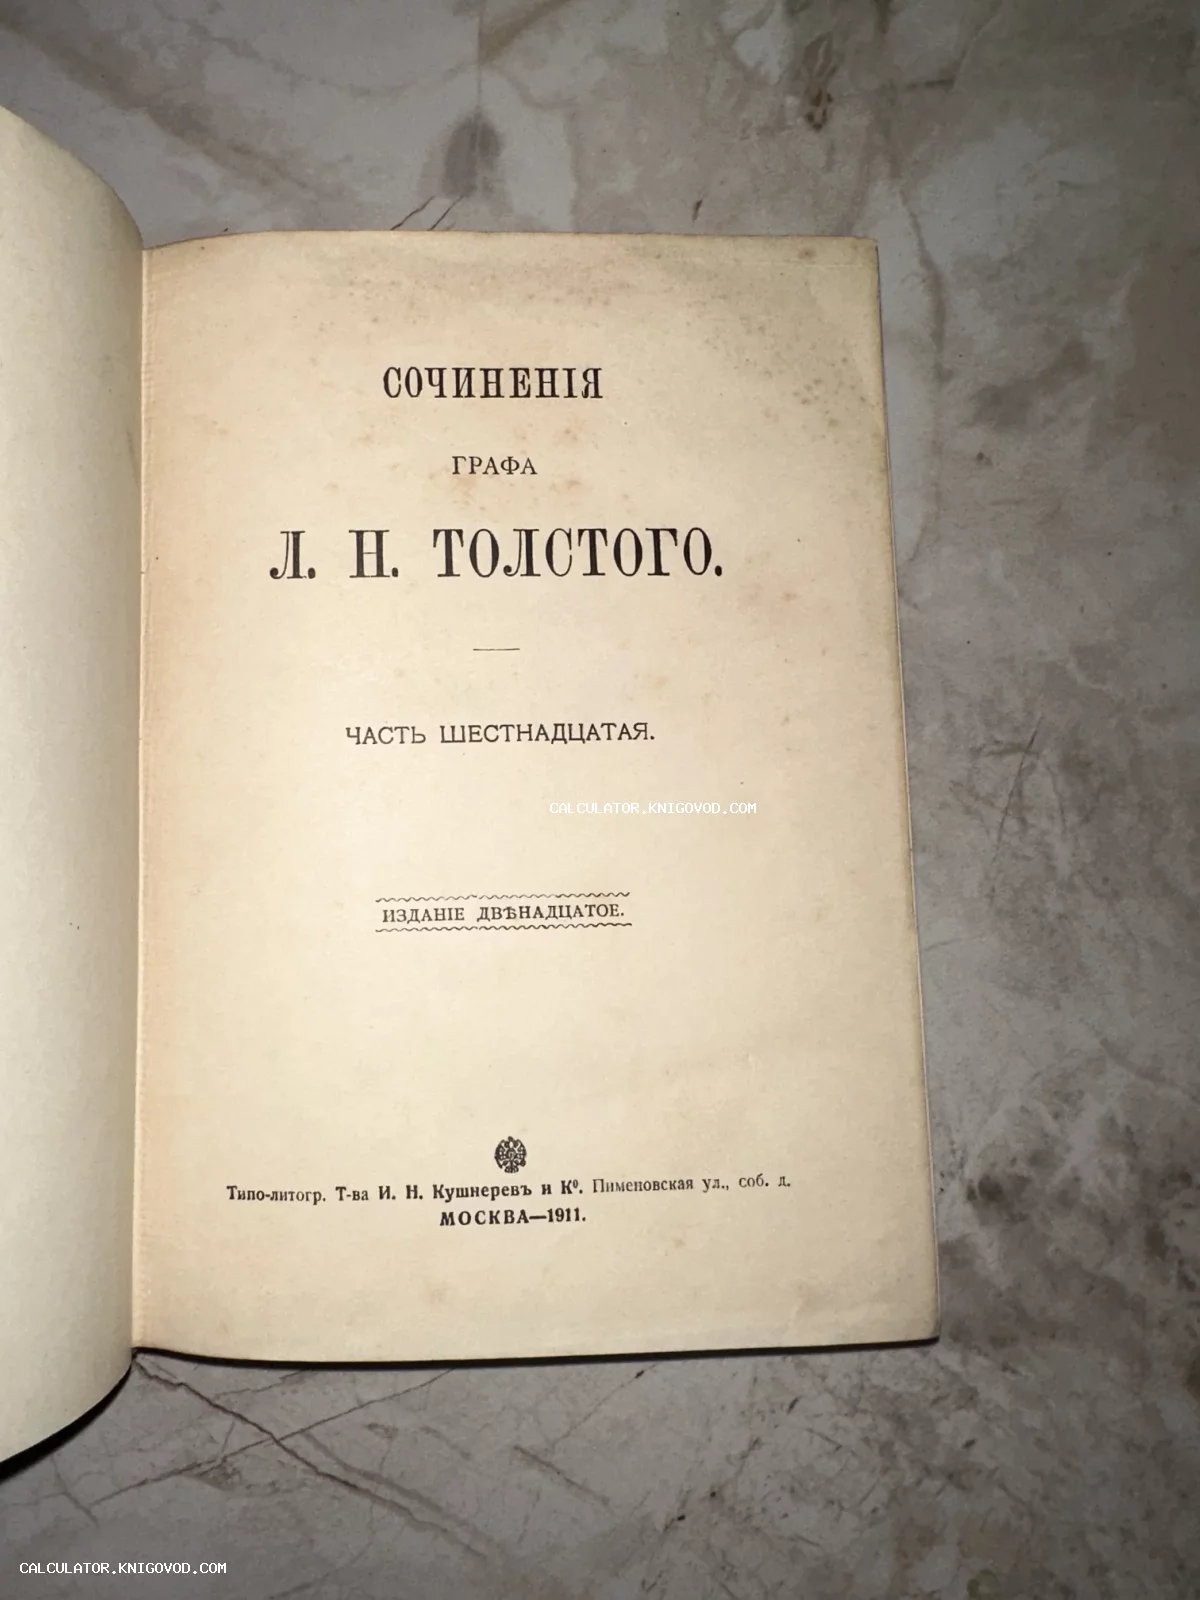 СОЧИНЕНІЯ
ГРАФА
Л. Н. ТОЛСТОГО.
ЧАСТЬ ШЕСТНАДЦАТАЯ.
CALCULATOR.KNIGOVOD.COM
ИЗДАНІЕ ДВѢНАДЦАТОЕ.
Типо-литогр. Т-ва И. Н. Кушнеревъ и Кº. Пименовская ул., соб. д.
МОСКВА—1911.
CALCULATOR.KNIGOVOD.COM